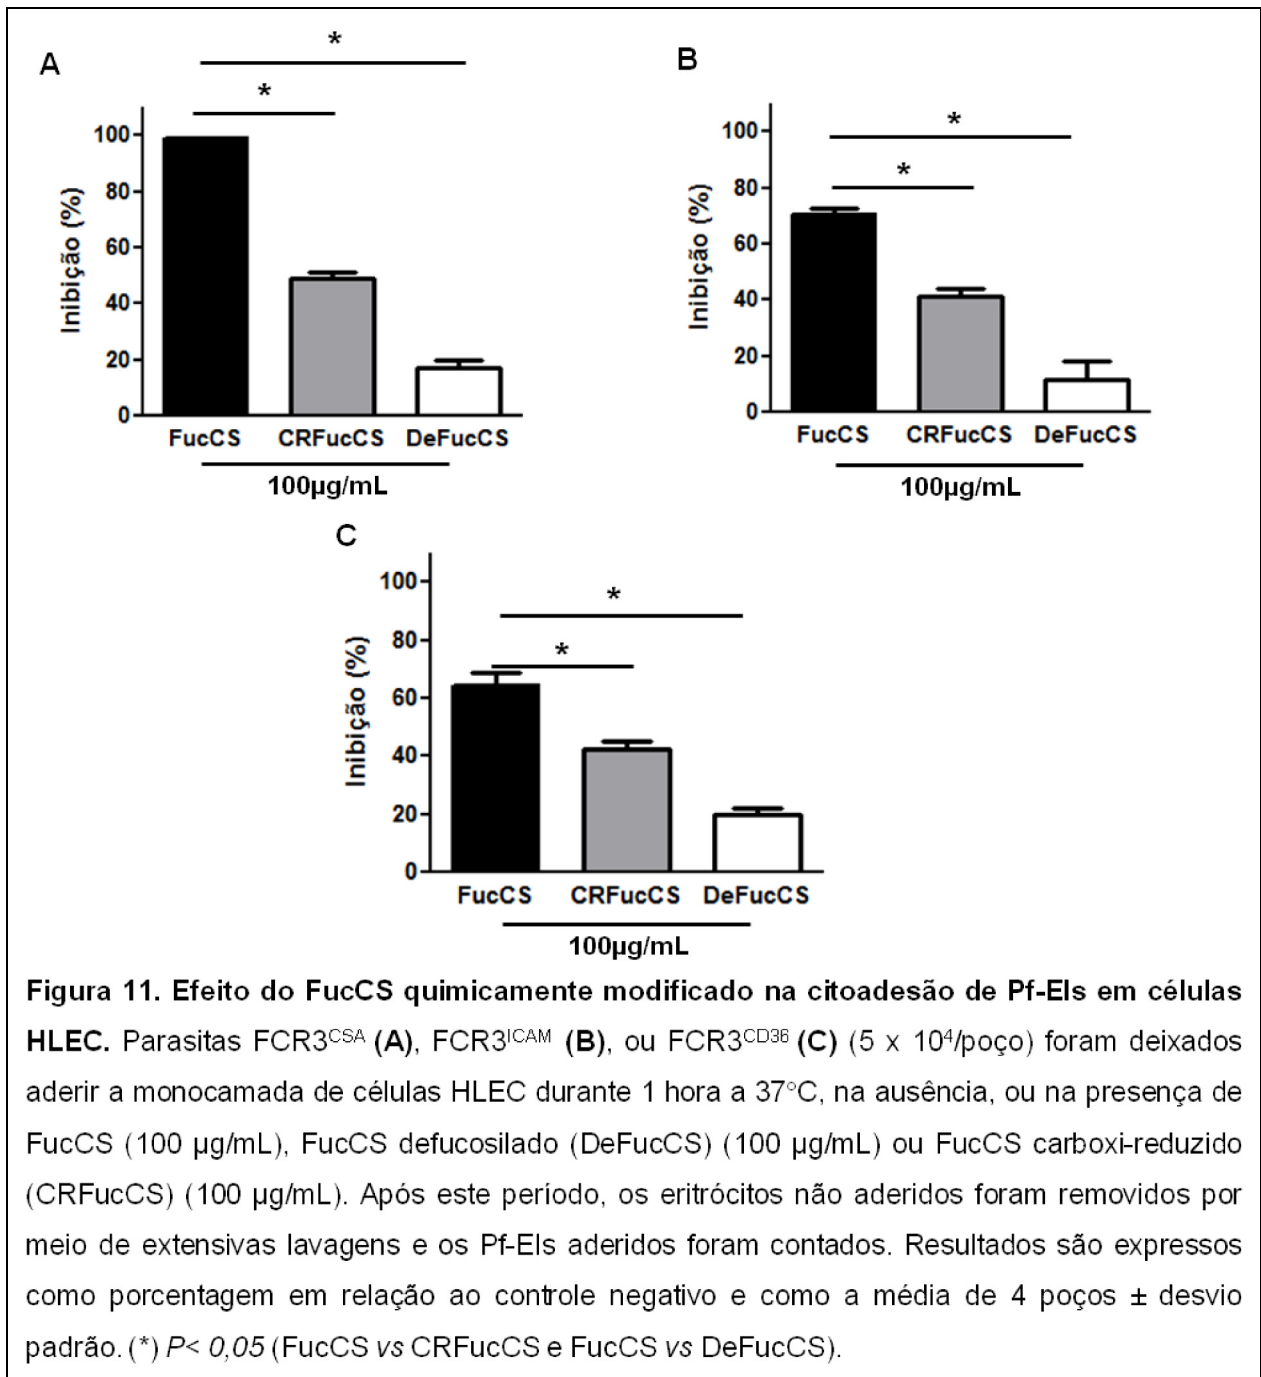 A
*
*
Inibição (%)
100
80
60
40
20
0
FucCS CRFucCS DeFucCS
100µg/mL
B
*
*
Inibição (%)
100
80
60
40
20
0
FucCS CRFucCS DeFucCS
100µg/mL
C
*
*
Inibição (%)
100
80
60
40
20
0
FucCS CRFucCS DeFucCS
100µg/mL
Figura 11. Efeito do FucCS quimicamente modificado na citoadesão de Pf-EIs em células
HLEC. Parasitas FCR3ᶜˢᴬ (A), FCR3ᴵᶜᴬᴹ (B), ou FCR3ᶜᴰ³⁶ (C) (5 x 10⁴/poço) foram deixados
aderir a monocamada de células HLEC durante 1 hora a 37°C, na ausência, ou na presença de
FucCS (100 µg/mL), FucCS defucosilado (DeFucCS) (100 µg/mL) ou FucCS carboxi-reduzido
(CRFucCS) (100 µg/mL). Após este período, os eritrócitos não aderidos foram removidos por
meio de extensivas lavagens e os Pf-EIs aderidos foram contados. Resultados são expressos
como porcentagem em relação ao controle negativo e como a média de 4 poços ± desvio
padrão. (*) P< 0,05 (FucCS vs CRFucCS e FucCS vs DeFucCS).